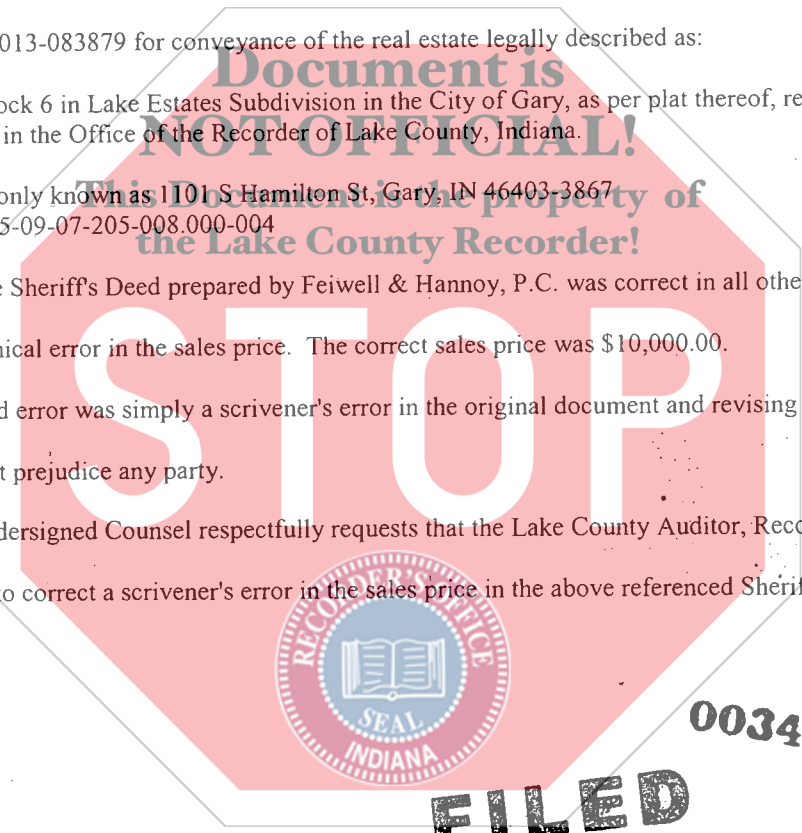 013-083879 for conveyance of the real estate legally described as:
Document is
ock 6 in Lake Estates Subdivision in the City of Gary, as per plat thereof, re
NOT OFFICIAL!
in the Office of the Recorder of Lake County, Indiana.
This Document is the property of
only known as 1101 S Hamilton St, Gary, IN 46403-3867
5-09-07-205-008.000-004
the Lake County Recorder!
e Sheriff's Deed prepared by Feiwell & Hannoy, P.C. was correct in all othe
STOP
nical error in the sales price. The correct sales price was $10,000.00.
d error was simply a scrivener's error in the original document and revising
t prejudice any party.
dersigned Counsel respectfully requests that the Lake County Auditor, Reco
to correct a scrivener's error in the sales price in the above referenced Sherif
RECORDER'S OFFICE
SEAL
INDIANA
0034
FILED